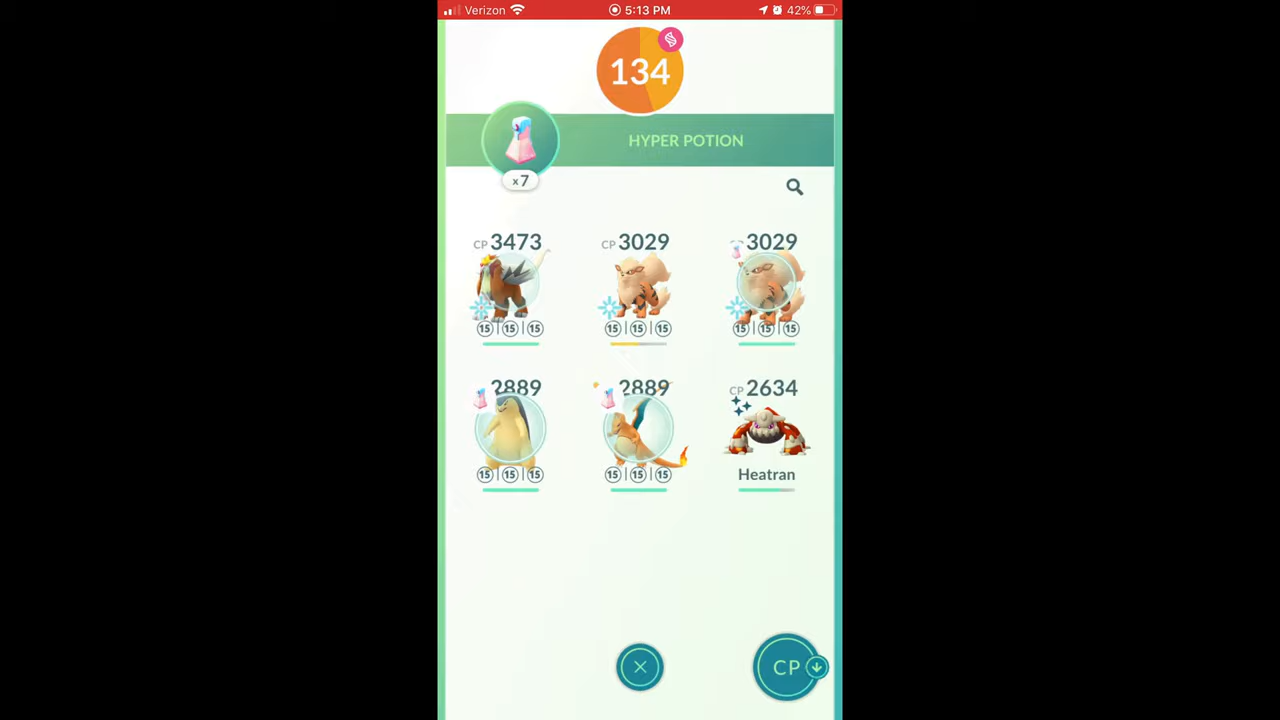 Verizon 5:13 PM 42%
134
HYPER POTION
x7
CP 3473 CP 3029 3029
15 15 15 15 15 15 15 15 15
2889 2889 CP 2634
15 15 15 15 15 15 Heatran
CP